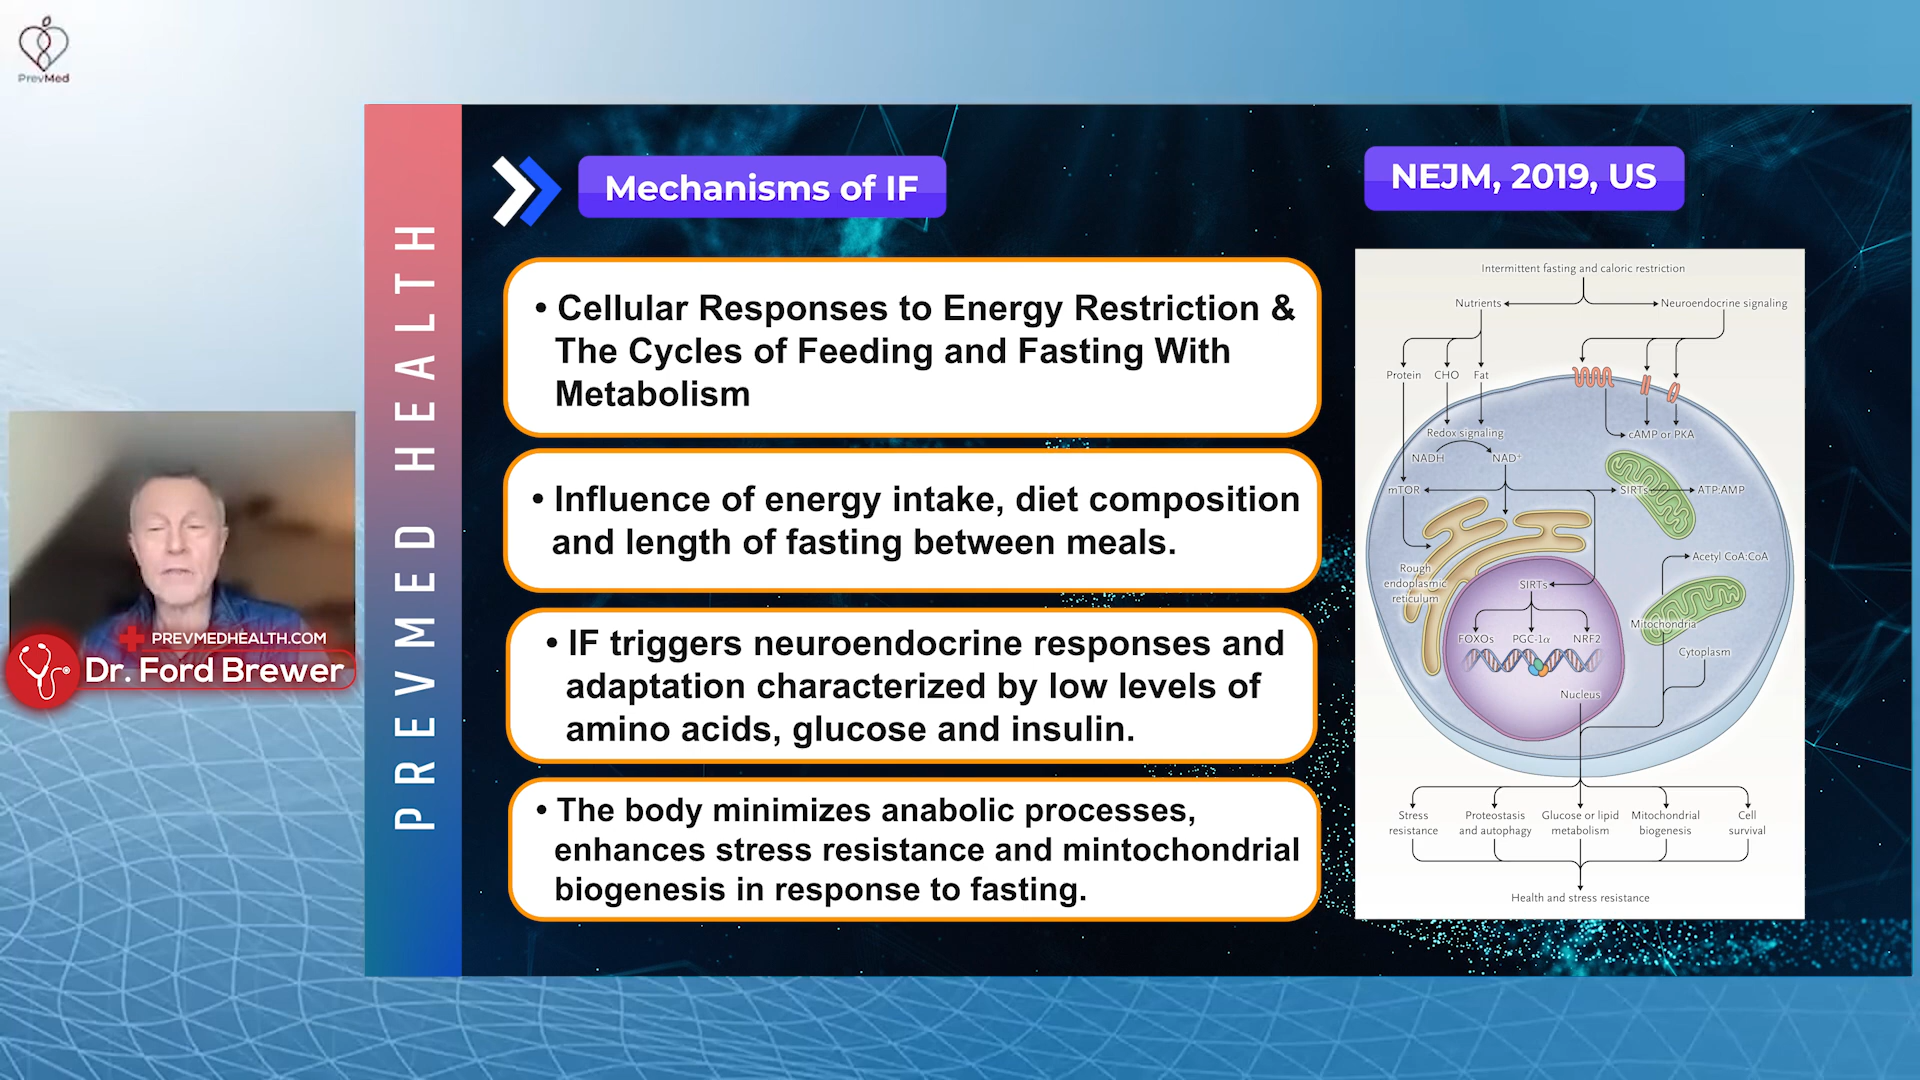 PrevMed
PREVMED HEALTH
Mechanisms of IF
NEJM, 2019, US
• Cellular Responses to Energy Restriction &
The Cycles of Feeding and Fasting With
Metabolism
• Influence of energy intake, diet composition
and length of fasting between meals.
• IF triggers neuroendocrine responses and
adaptation characterized by low levels of
amino acids, glucose and insulin.
• The body minimizes anabolic processes,
enhances stress resistance and mintochondrial
biogenesis in response to fasting.
PREVMEDHEALTH.COM
Dr. Ford Brewer
Intermittent fasting and caloric restriction
Nutrients
Neuroendocrine signaling
Protein
CHO
Fat
Redox signaling
cAMP or PKA
NADH
NAD+
mTOR
SIRTs
ATP:AMP
Acetyl CoA:CoA
Rough
endoplasmic
reticulum
SIRTs
Mitochondria
FOXOs
PGC-1α
NRF2
Cytoplasm
Nucleus
Stress
resistance
Proteostasis
and autophagy
Glucose or lipid
metabolism
Mitochondrial
biogenesis
Cell
survival
Health and stress resistance